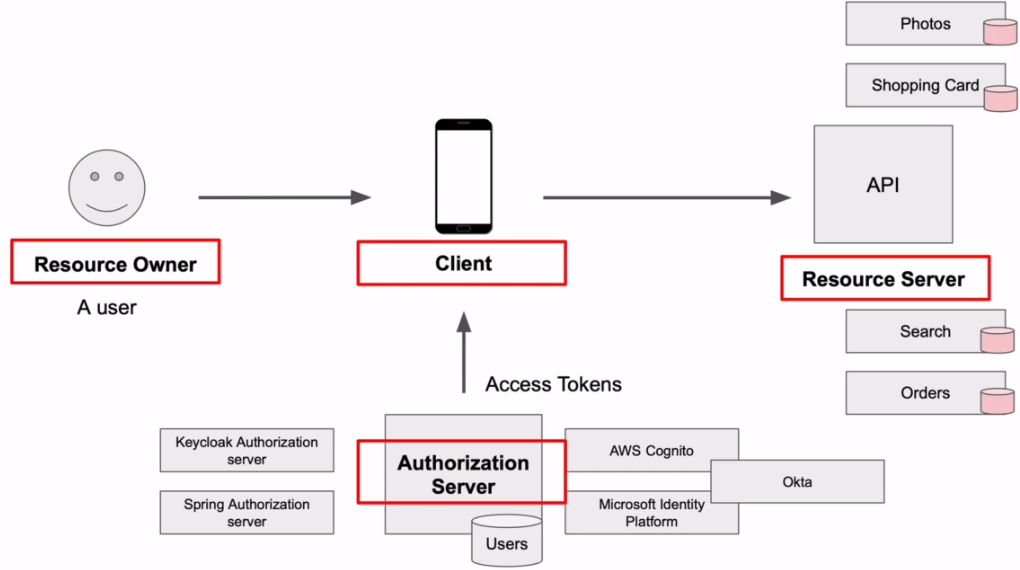 Photos
Shopping Card
API
Resource Owner
A user
Client
Resource Server
Search
Orders
Access Tokens
Keycloak Authorization
server
Spring Authorization
server
Authorization
Server
Users
AWS Cognito
Microsoft Identity
Platform
Okta